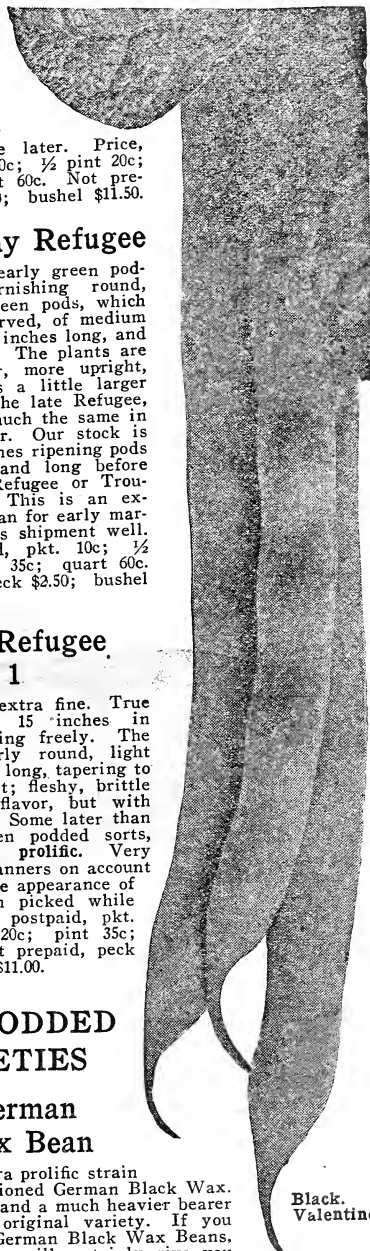 e later. Price,
0c; ½ pint 20c;
t 60c. Not pre-
; bushel $11.50.
y Refugee
early green pod-
rnishing round,
een pods, which
rved, of medium
inches long, and
The plants are
, more upright,
s a little larger
he late Refugee,
uch the same in
r. Our stock is
nes ripening pods
and long before
Refugee or Trou-
This is an ex-
an for early mar-
s shipment well.
d, pkt. 10c; ½
35c; quart 60c.
eck $2.50; bushel
Refugee
1
extra fine. True
15 inches in
ing freely. The
rly round, light
long, tapering to
t; fleshy, brittle
flavor, but with
Some later than
en podded sorts,
prolific. Very
anners on account
e appearance of
n picked while
postpaid, pkt.
20c; pint 35c;
t prepaid, peck
$11.00.
ODDED
ETIES
erman
x Bean
ra prolific strain
ioned German Black Wax.
and a much heavier bearer
original variety. If you
German Black Wax Beans,
Black.
Valentine